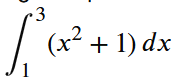 ∫₁³ (x² + 1) dx